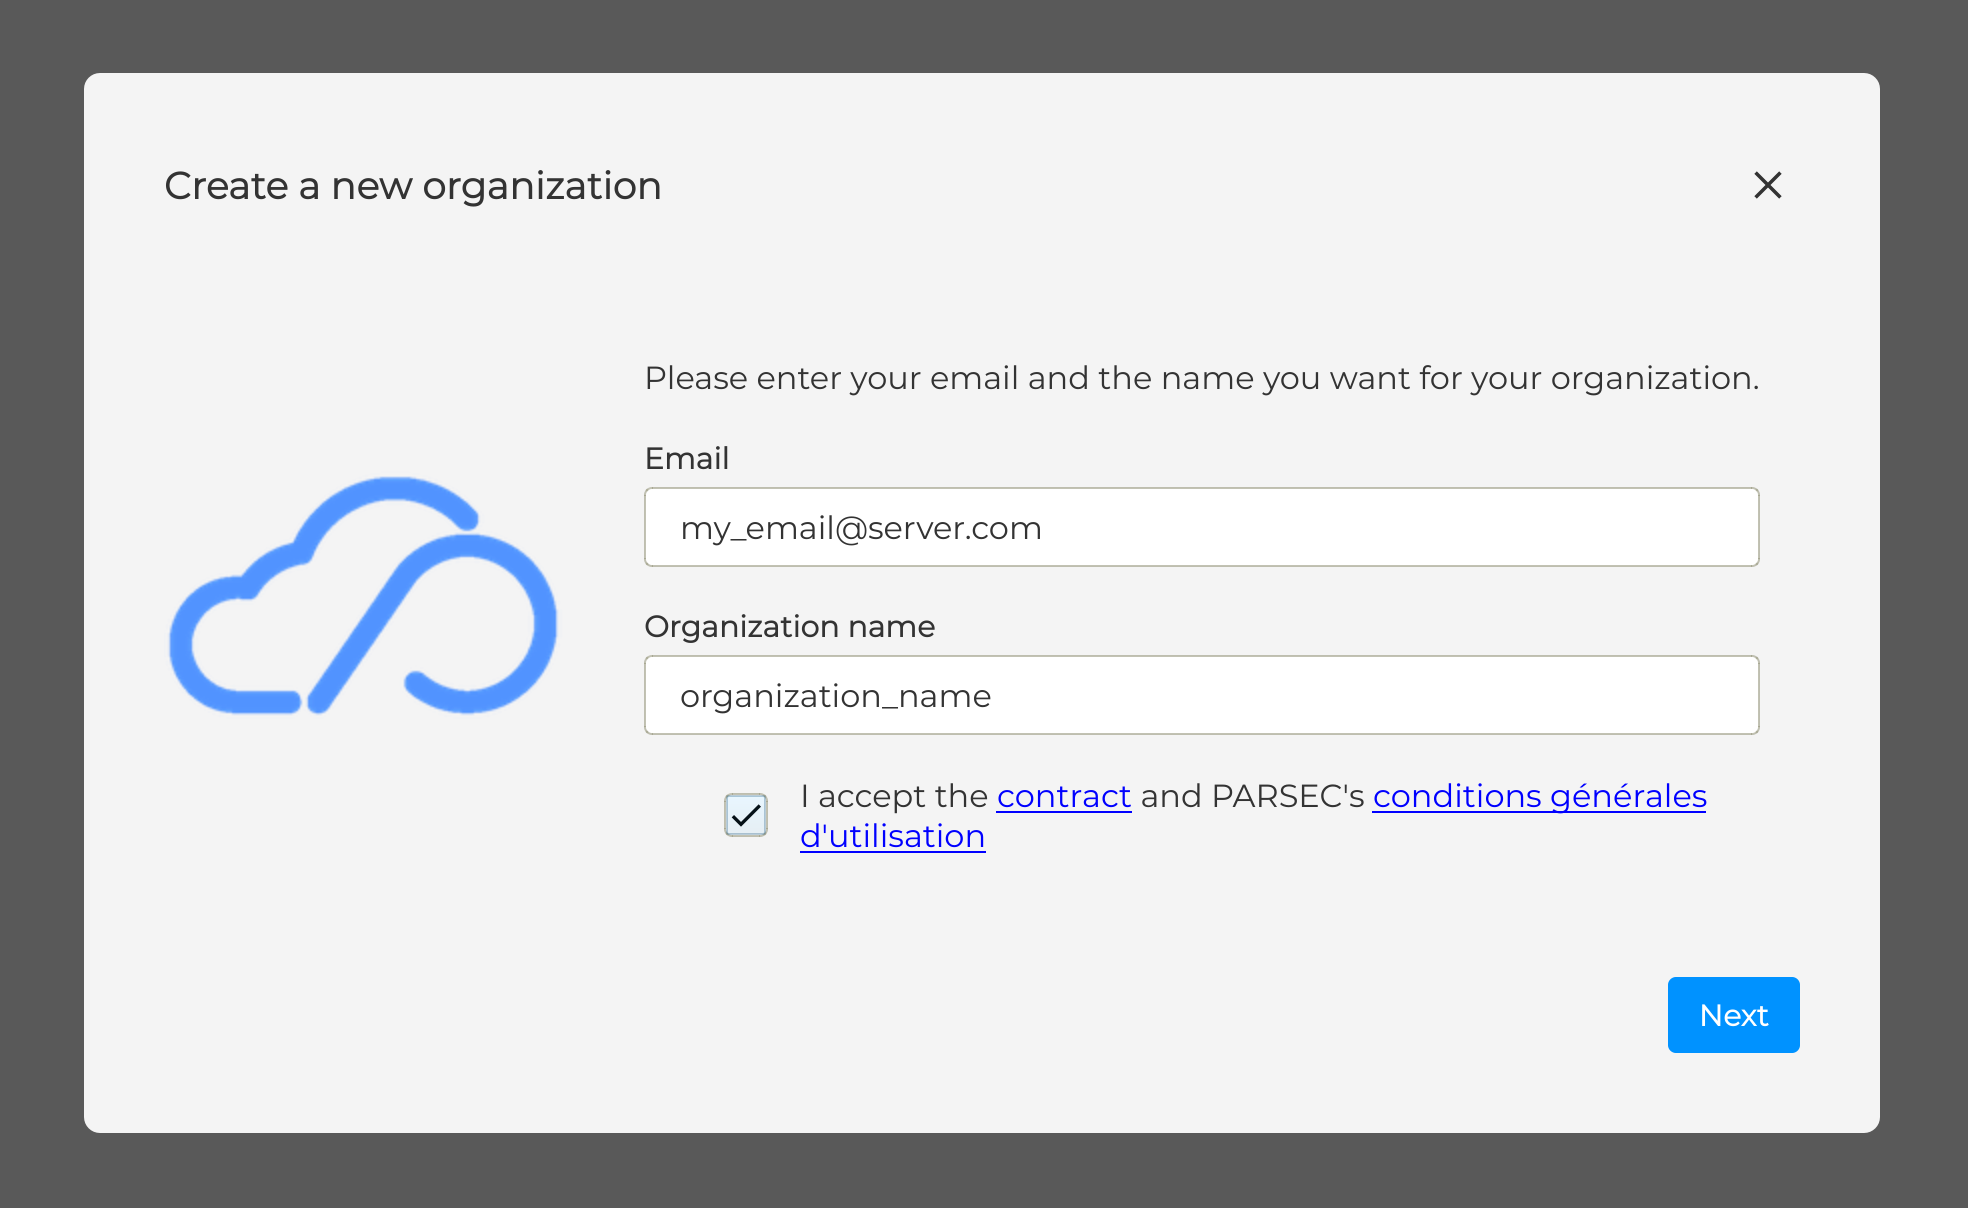 Create a new organization
Please enter your email and the name you want for your organization.
Email
my_email@server.com
Organization name
organization_name
I accept the contract and PARSEC's conditions générales
d'utilisation
Next